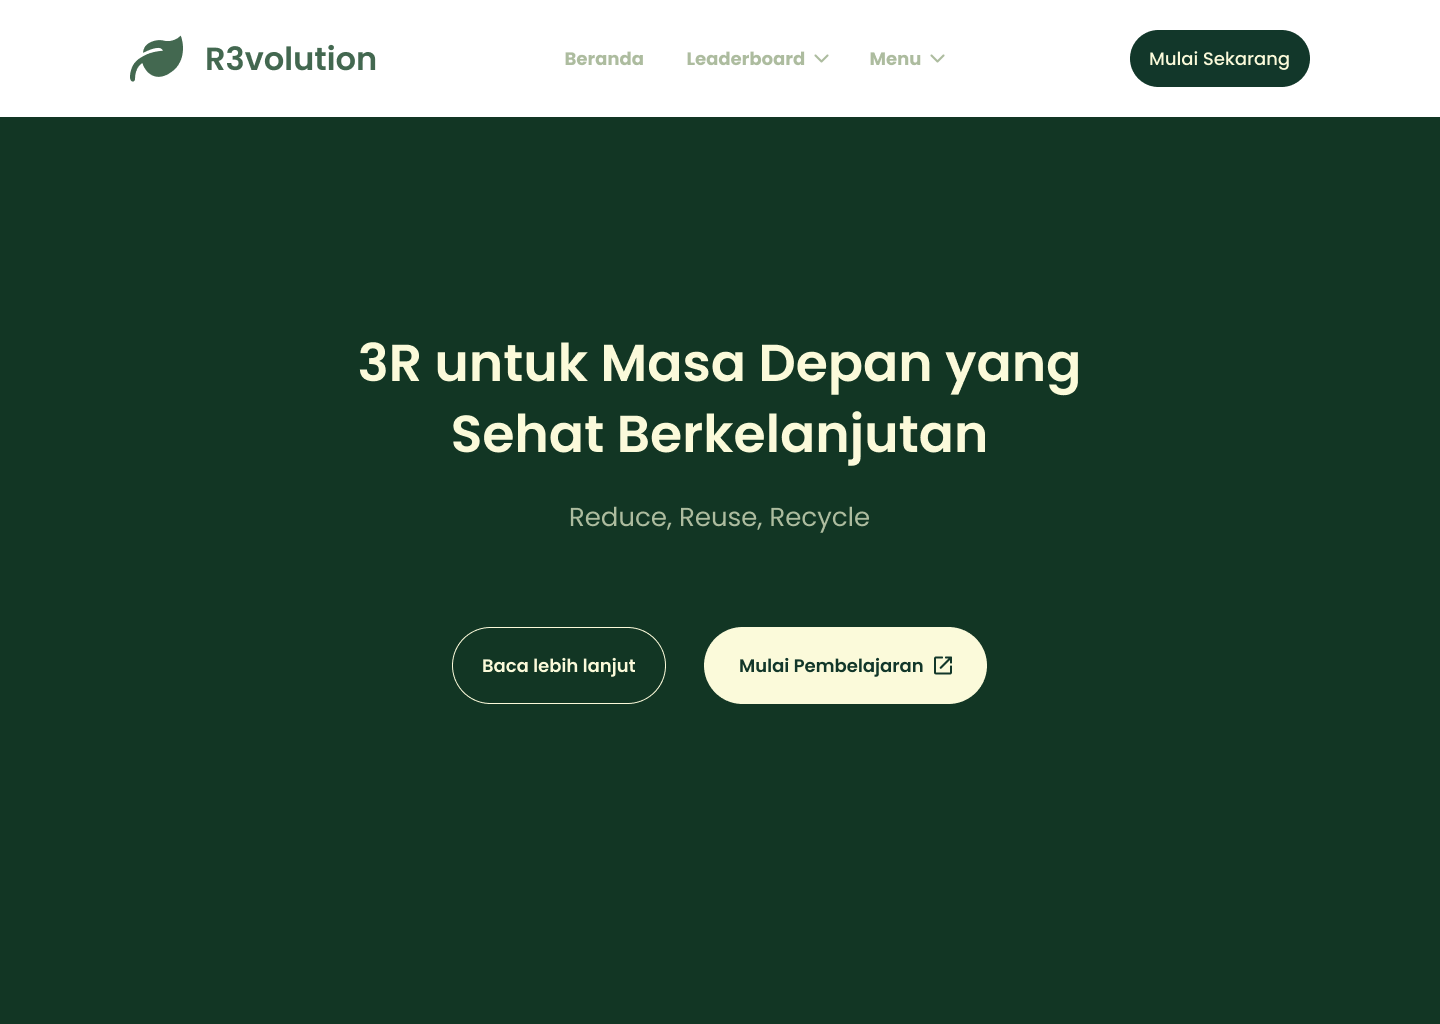 R3volution
Beranda
Leaderboard
Menu
Mulai Sekarang
3R untuk Masa Depan yang
Sehat Berkelanjutan
Reduce, Reuse, Recycle
Baca lebih lanjut
Mulai Pembelajaran